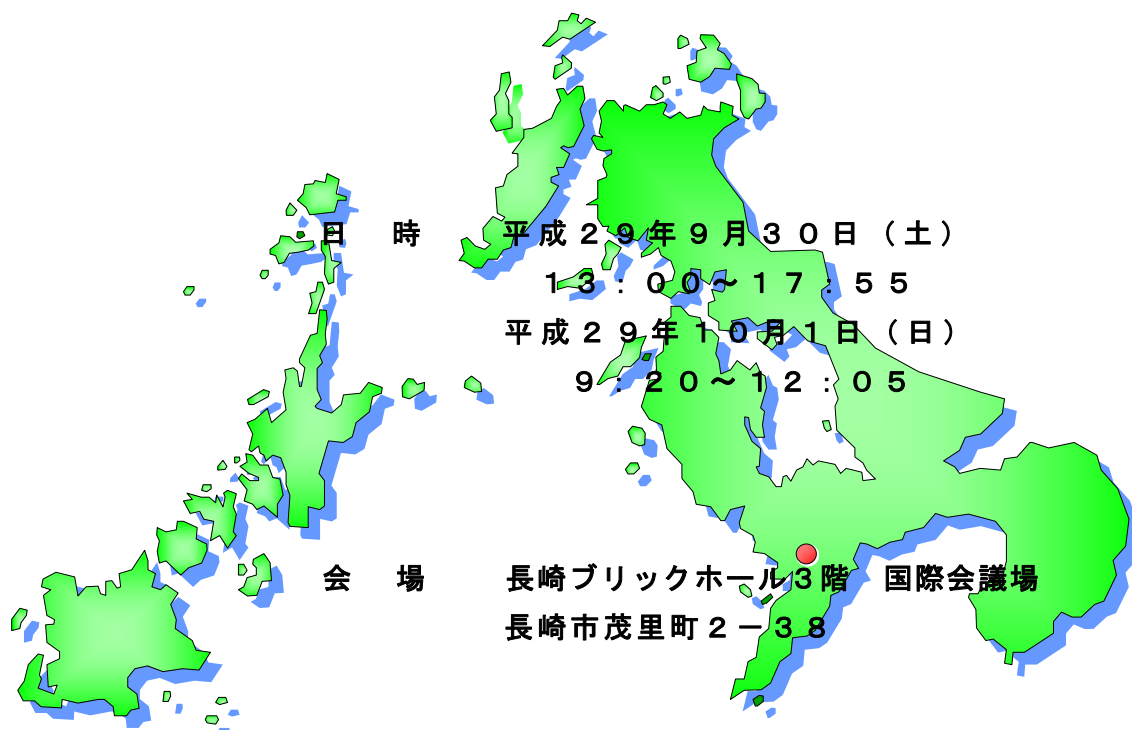 日　時　平成２９年９月３０日（土）
１３：００～１７：５５
平成２９年１０月１日（日）
９：２０～１２：０５
会　場　長崎ブリックホール３階　国際会議場
長崎市茂里町２－３８